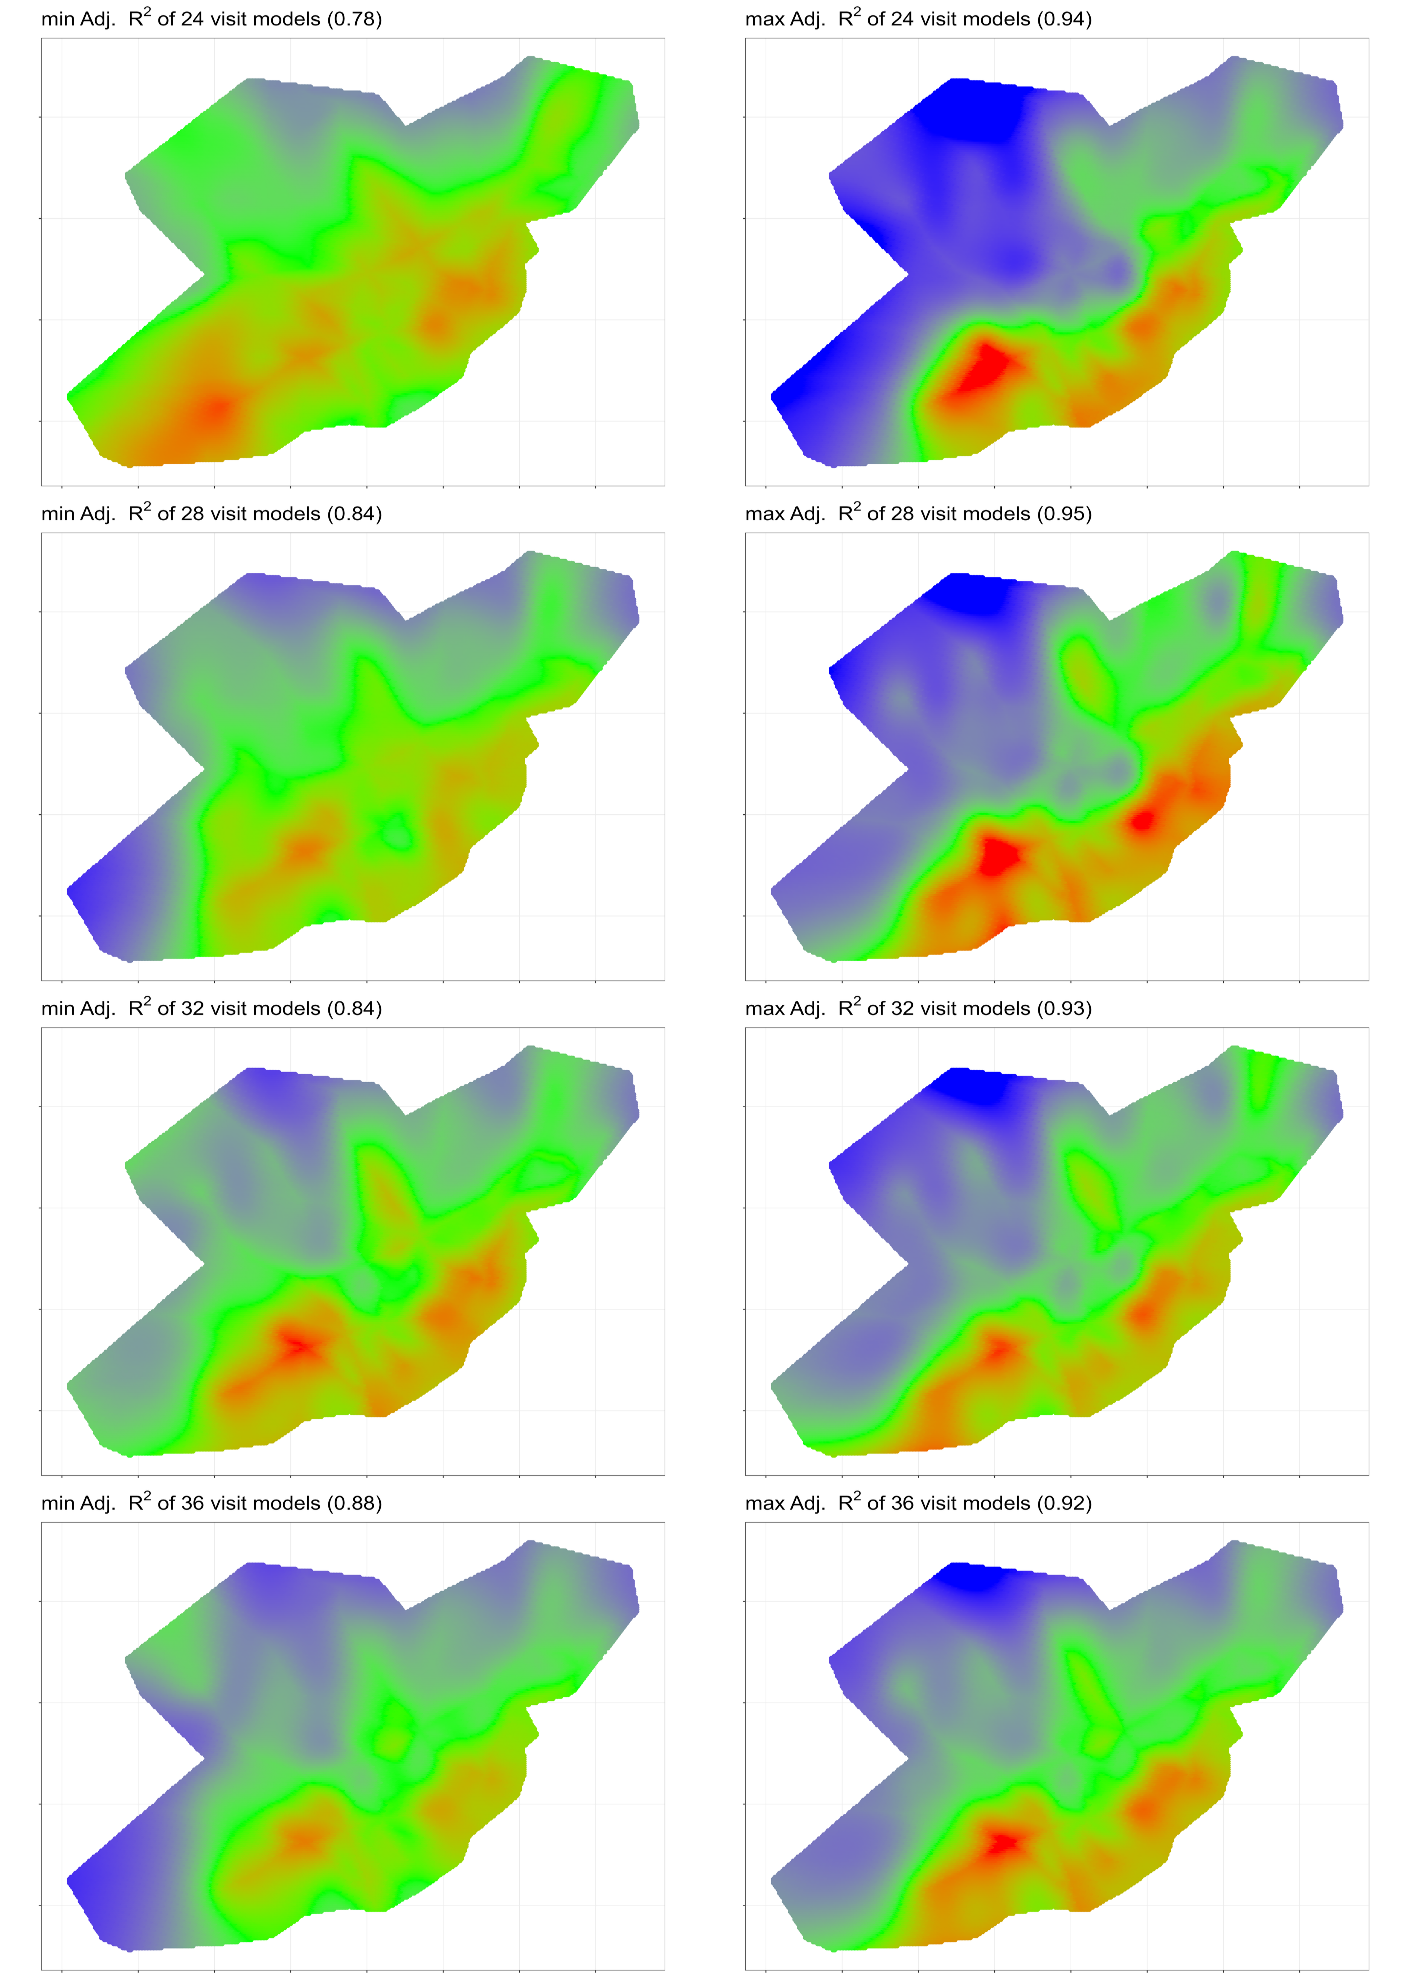 min Adj.  R² of 24 visit models (0.78)
max Adj.  R² of 24 visit models (0.94)
min Adj.  R² of 28 visit models (0.84)
max Adj.  R² of 28 visit models (0.95)
min Adj.  R² of 32 visit models (0.84)
max Adj.  R² of 32 visit models (0.93)
min Adj.  R² of 36 visit models (0.88)
max Adj.  R² of 36 visit models (0.92)